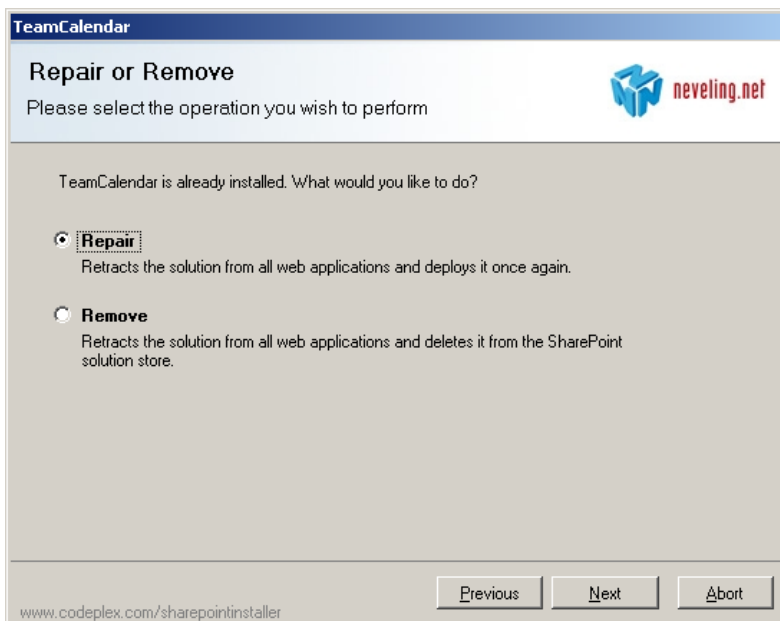 TeamCalendar
Repair or Remove
Please select the operation you wish to perform
neveling.net
TeamCalendar is already installed. What would you like to do?
Repair
Retracts the solution from all web applications and deploys it once again.
Remove
Retracts the solution from all web applications and deletes it from the SharePoint
solution store.
Previous
Next
Abort
www.codeplex.com/sharepointinstaller